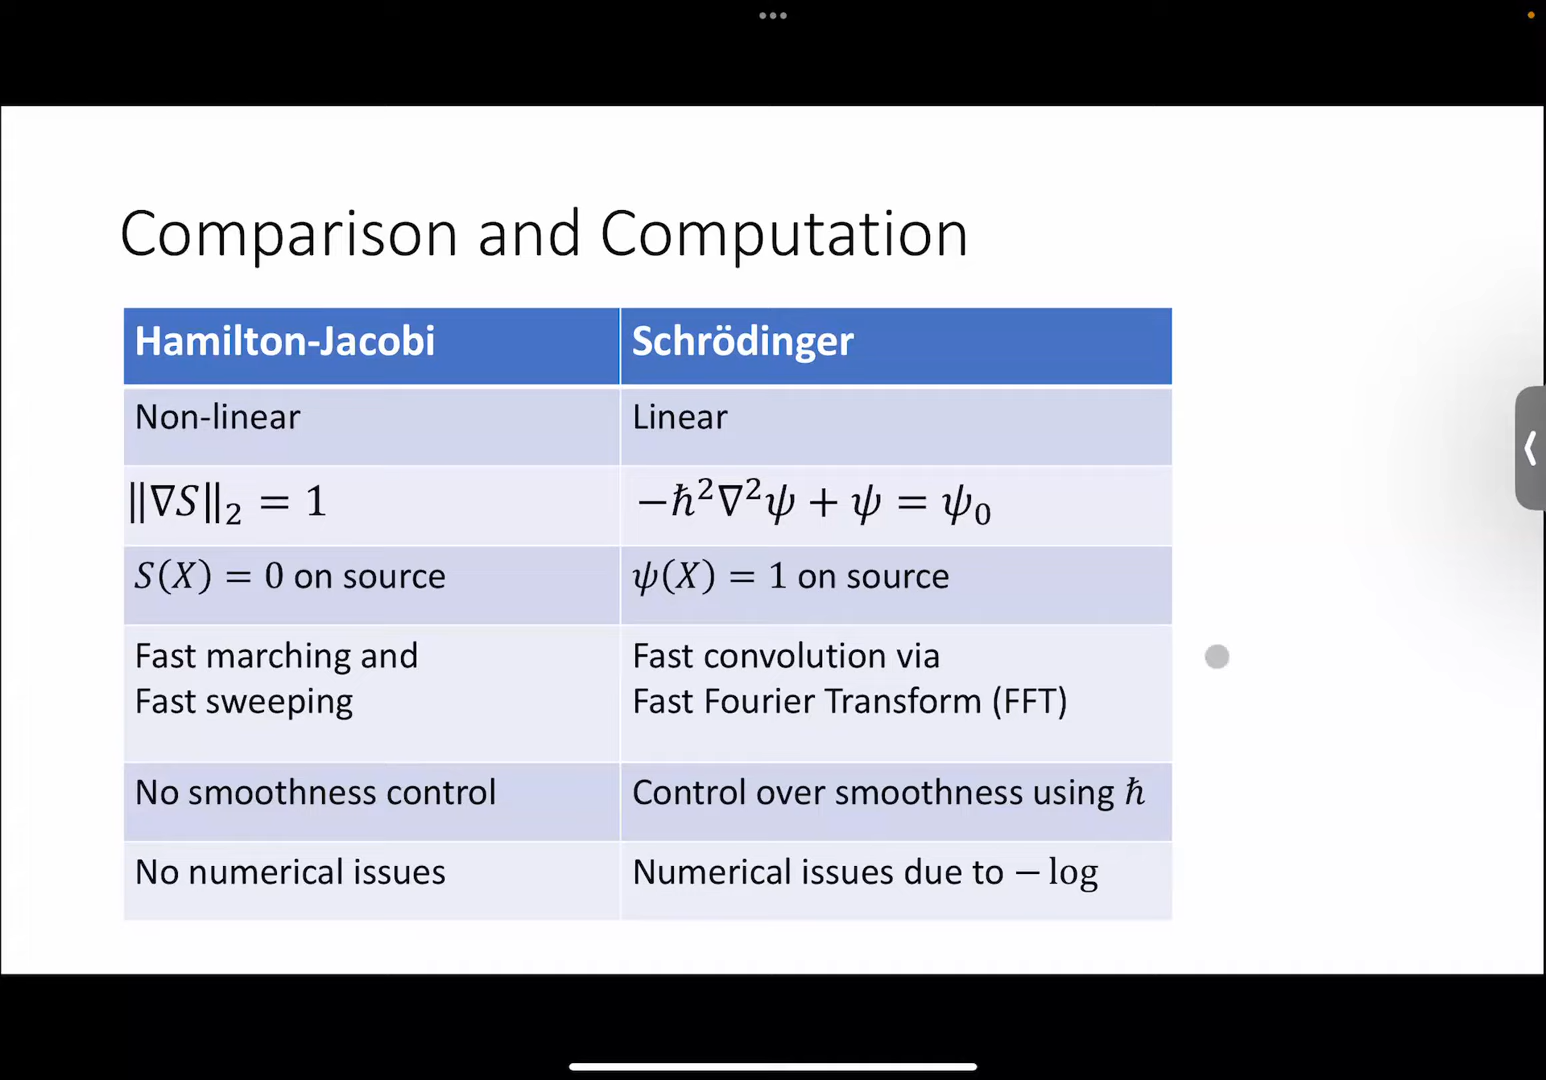 Comparison and Computation
Hamilton-Jacobi
Schrödinger
Non-linear
Linear
‖∇S‖₂ = 1
−ℏ²∇²ψ + ψ = ψ₀
S(X) = 0 on source
ψ(X) = 1 on source
Fast marching and
Fast sweeping
Fast convolution via
Fast Fourier Transform (FFT)
No smoothness control
Control over smoothness using ℏ
No numerical issues
Numerical issues due to − log